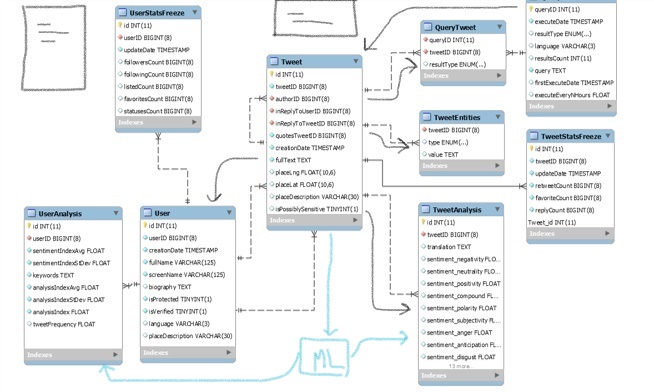 UserStatsFreeze
id INT(11)
userID BIGINT(8)
updateDate TIMESTAMP
followersCount BIGINT(8)
followingCount BIGINT(8)
listedCount BIGINT(8)
favoritesCount BIGINT(8)
statusesCount BIGINT(8)
Indexes
Tweet
id INT(11)
tweetID BIGINT(8)
authorID BIGINT(8)
inReplyToUserID BIGINT(8)
inReplyToTweetID BIGINT(8)
quotesTweetID BIGINT(8)
creationDate TIMESTAMP
fullText TEXT
placeLng FLOAT(10,6)
placeLat FLOAT(10,6)
placeDescription VARCHAR(30)
isPossiblySensitive TINYINT(1)
Indexes
QueryTweet
queryID INT(11)
tweetID BIGINT(8)
resultType ENUM(...)
Indexes
queryID INT(11)
executeDate TIMESTAMP
resultType ENUM(...)
language VARCHAR(3)
resultsCount INT(11)
query TEXT
firstExecuteDate TIMESTAMP
executeEveryNHours FLOAT
Indexes
TweetEntities
tweetID BIGINT(8)
type ENUM(...)
value TEXT
Indexes
TweetStatsFreeze
id INT(11)
tweetID BIGINT(8)
updateDate TIMESTAMP
retweetCount BIGINT(8)
favoriteCount BIGINT(8)
replyCount BIGINT(8)
Tweet_id INT(11)
Indexes
UserAnalysis
id INT(11)
userID BIGINT(8)
sentimentIndexAvg FLOAT
sentimentIndexStDev FLOAT
keywords TEXT
analysisIndexAvg FLOAT
analysisIndexStDev FLOAT
tweetFrequency FLOAT
Indexes
User
id INT(11)
userID BIGINT(8)
creationDate TIMESTAMP
fullName VARCHAR(125)
screenName VARCHAR(125)
biography TEXT
isProtected TINYINT(1)
isVerified TINYINT(1)
language VARCHAR(3)
placeDescription VARCHAR(30)
Indexes
TweetAnalysis
id INT(11)
tweetID BIGINT(8)
translation TEXT
sentiment_negativity FLO...
sentiment_neutrality FLO...
sentiment_positivity FLOAT
sentiment_compound FL...
sentiment_polarity FLOAT
sentiment_subjectivity FL...
sentiment_anger FLOAT
sentiment_anticipation FL...
sentiment_disgust FLOAT
13 more...
Indexes
ML